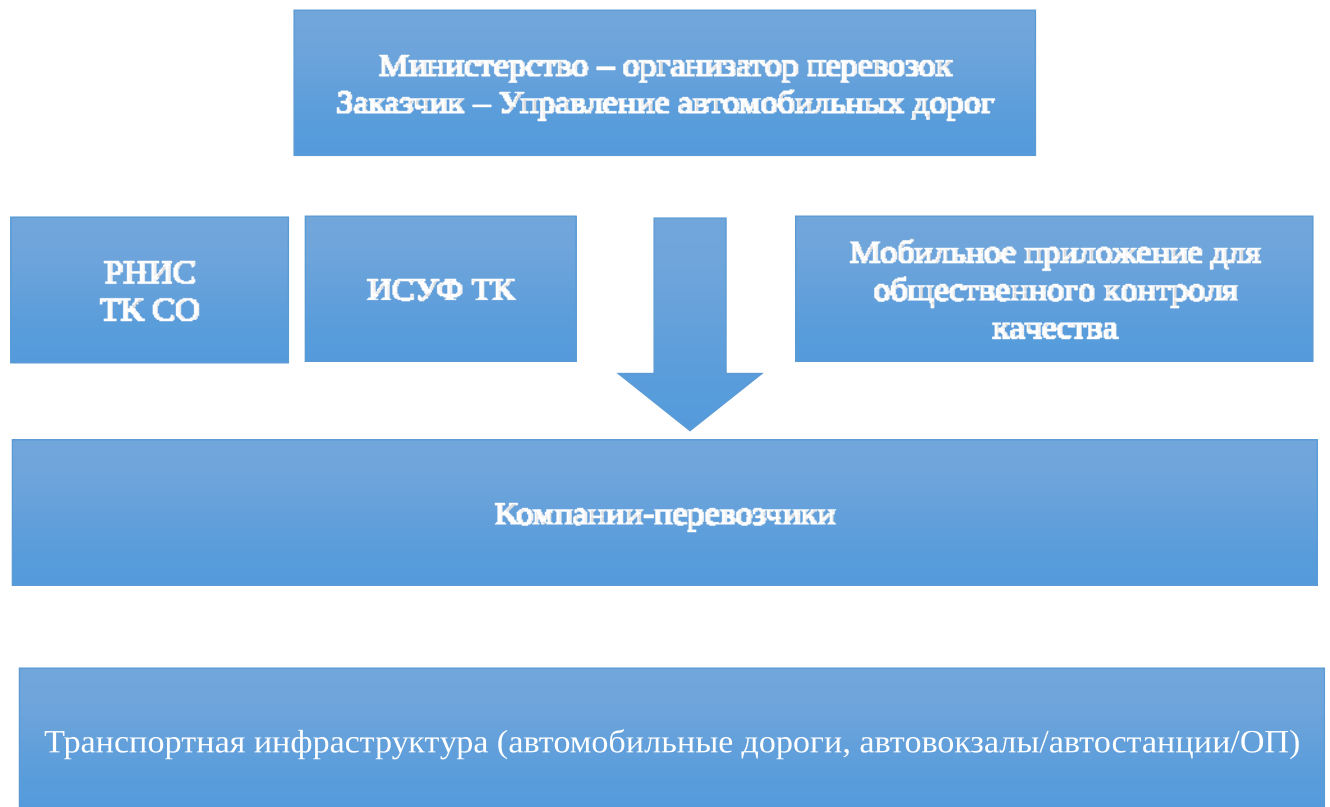 Министерство – организатор перевозок
Заказчик – Управление автомобильных дорог
РНИС
ТК СО
ИСУФ ТК
Мобильное приложение для
общественного контроля
качества
Компании-перевозчики
Транспортная инфраструктура (автомобильные дороги, автовокзалы/автостанции/ОП)